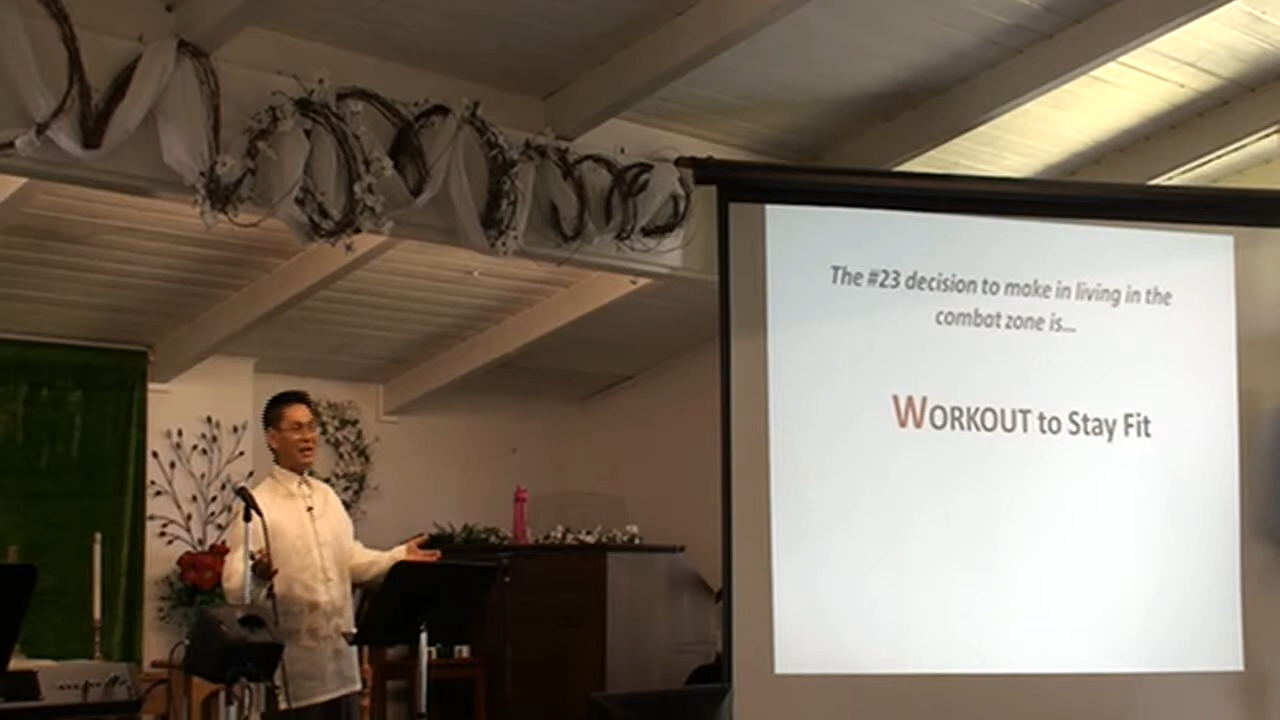 The #23 decision to make in living in the
combat zone is...
WORKOUT to Stay Fit